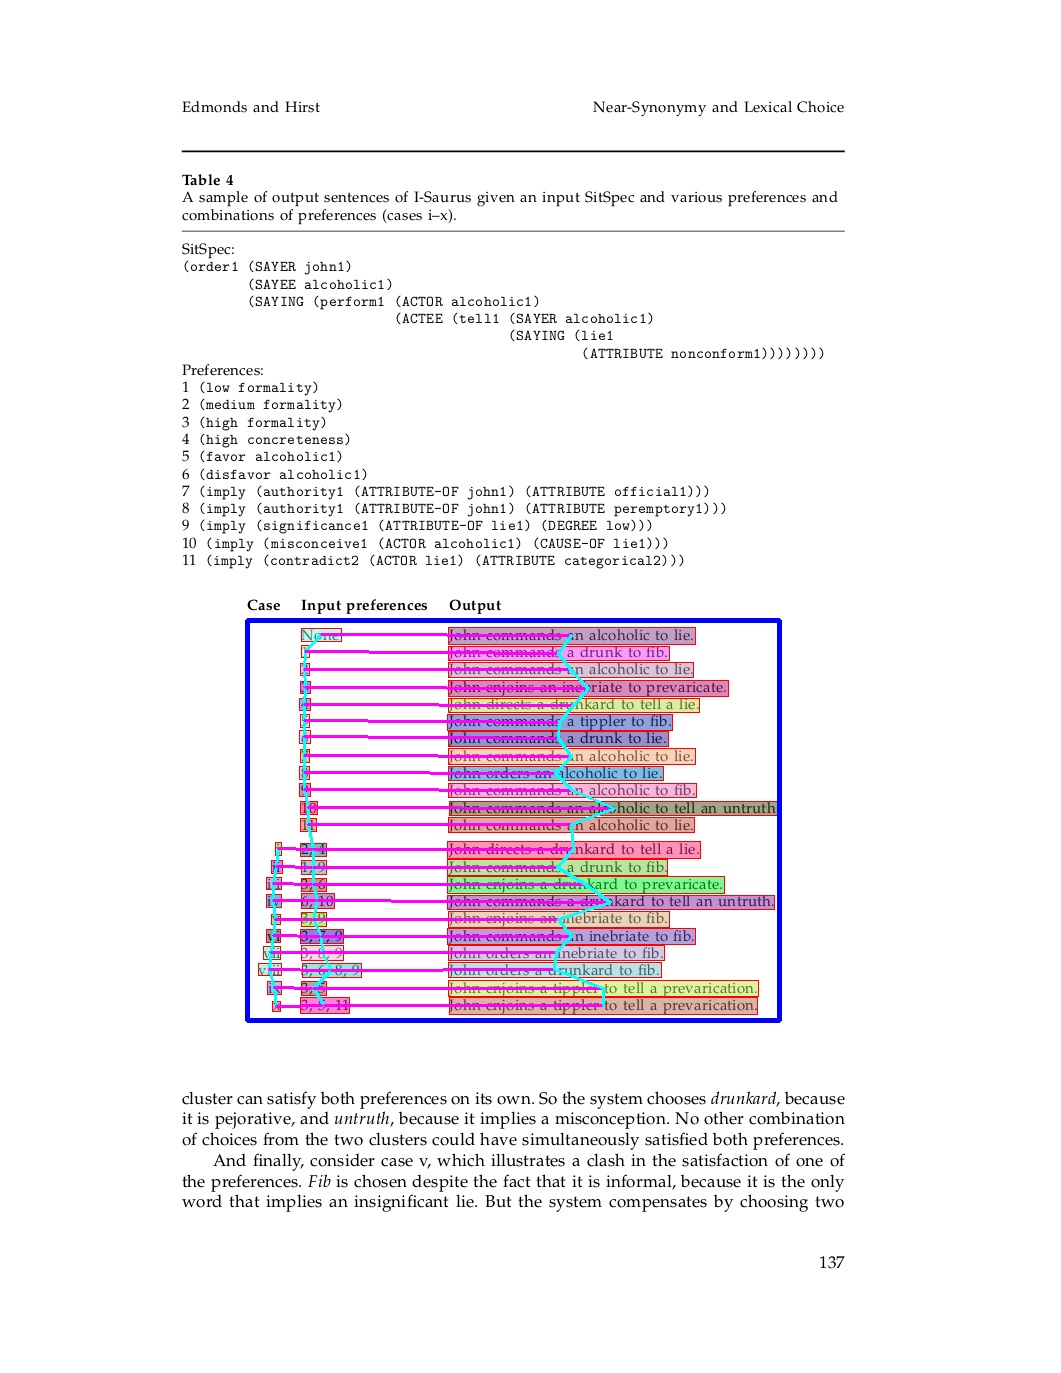 Edmonds and Hirst Near-Synonymy and Lexical Choice
Table 4
A sample of output sentences of I-Saurus given an input SitSpec and various preferences and
combinations of preferences (cases i–x).
SitSpec:
(order1 (SAYER john1)
(SAYEE alcoholic1)
(SAYING (perform1 (ACTOR alcoholic1)
(ACTEE (tell1 (SAYER alcoholic1)
(SAYING (lie1
(ATTRIBUTE nonconform1))))))))
Preferences:
1 (low formality)
2 (medium formality)
3 (high formality)
4 (high concreteness)
5 (favor alcoholic1)
6 (disfavor alcoholic1)
7 (imply (authority1 (ATTRIBUTE-OF john1) (ATTRIBUTE official1)))
8 (imply (authority1 (ATTRIBUTE-OF john1) (ATTRIBUTE peremptory1)))
9 (imply (significance1 (ATTRIBUTE-OF lie1) (DEGREE low)))
10 (imply (misconceive1 (ACTOR alcoholic1) (CAUSE-OF lie1)))
11 (imply (contradict2 (ACTOR lie1) (ATTRIBUTE categorical2)))
Case Input preferences Output
None John commands an alcoholic to lie.
John commands a drunk to fib.
John commands an alcoholic to lie.
John enjoins an inebriate to prevaricate.
John directs a drunkard to tell a lie.
John commands a tippler to fib.
John commands a drunk to lie.
John commands an alcoholic to lie.
John orders an alcoholic to lie.
John commands an alcoholic to fib.
10 John commands an alcoholic to tell an untruth
11 John commands an alcoholic to lie.
i 2, 4 John directs a drunkard to tell a lie.
ii 1, 9 John commands a drunk to fib.
iii 3, 6 John enjoins a drunkard to prevaricate.
iv 6, 10 John commands a drunkard to tell an untruth.
v 3, 9 John enjoins an inebriate to fib.
vi 3, 7, 9 John commands an inebriate to fib.
vii 3, 8, 9 John orders an inebriate to fib.
viii 3, 6, 8, 9 John orders a drunkard to fib.
ix 3, 5 John enjoins a tippler to tell a prevarication.
x 3, 5, 11 John enjoins a tippler to tell a prevarication.
cluster can satisfy both preferences on its own. So the system chooses drunkard, because
it is pejorative, and untruth, because it implies a misconception. No other combination
of choices from the two clusters could have simultaneously satisfied both preferences.
And finally, consider case v, which illustrates a clash in the satisfaction of one of
the preferences. Fib is chosen despite the fact that it is informal, because it is the only
word that implies an insignificant lie. But the system compensates by choosing two
137